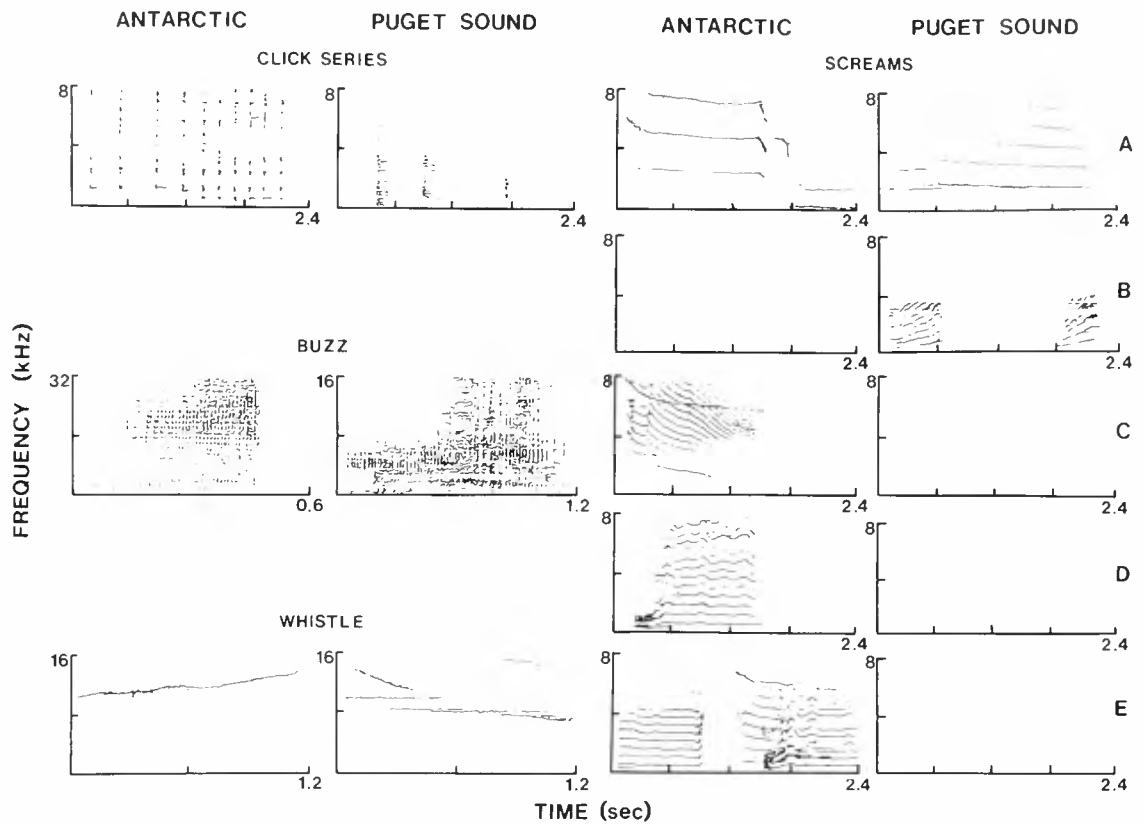 ANTARCTIC PUGET SOUND ANTARCTIC PUGET SOUND
CLICK SERIES SCREAMS
8 8 8 A
2.4 2.4 2.4 2.4
8 8 B
2.4 2.4
BUZZ
32 16 8 8 C
0.6 1.2 2.4 2.4
8 8 D
2.4 2.4
WHISTLE
16 16 8 8 E
1.2 1.2 2.4 2.4
FREQUENCY (kHz)
TIME (sec)